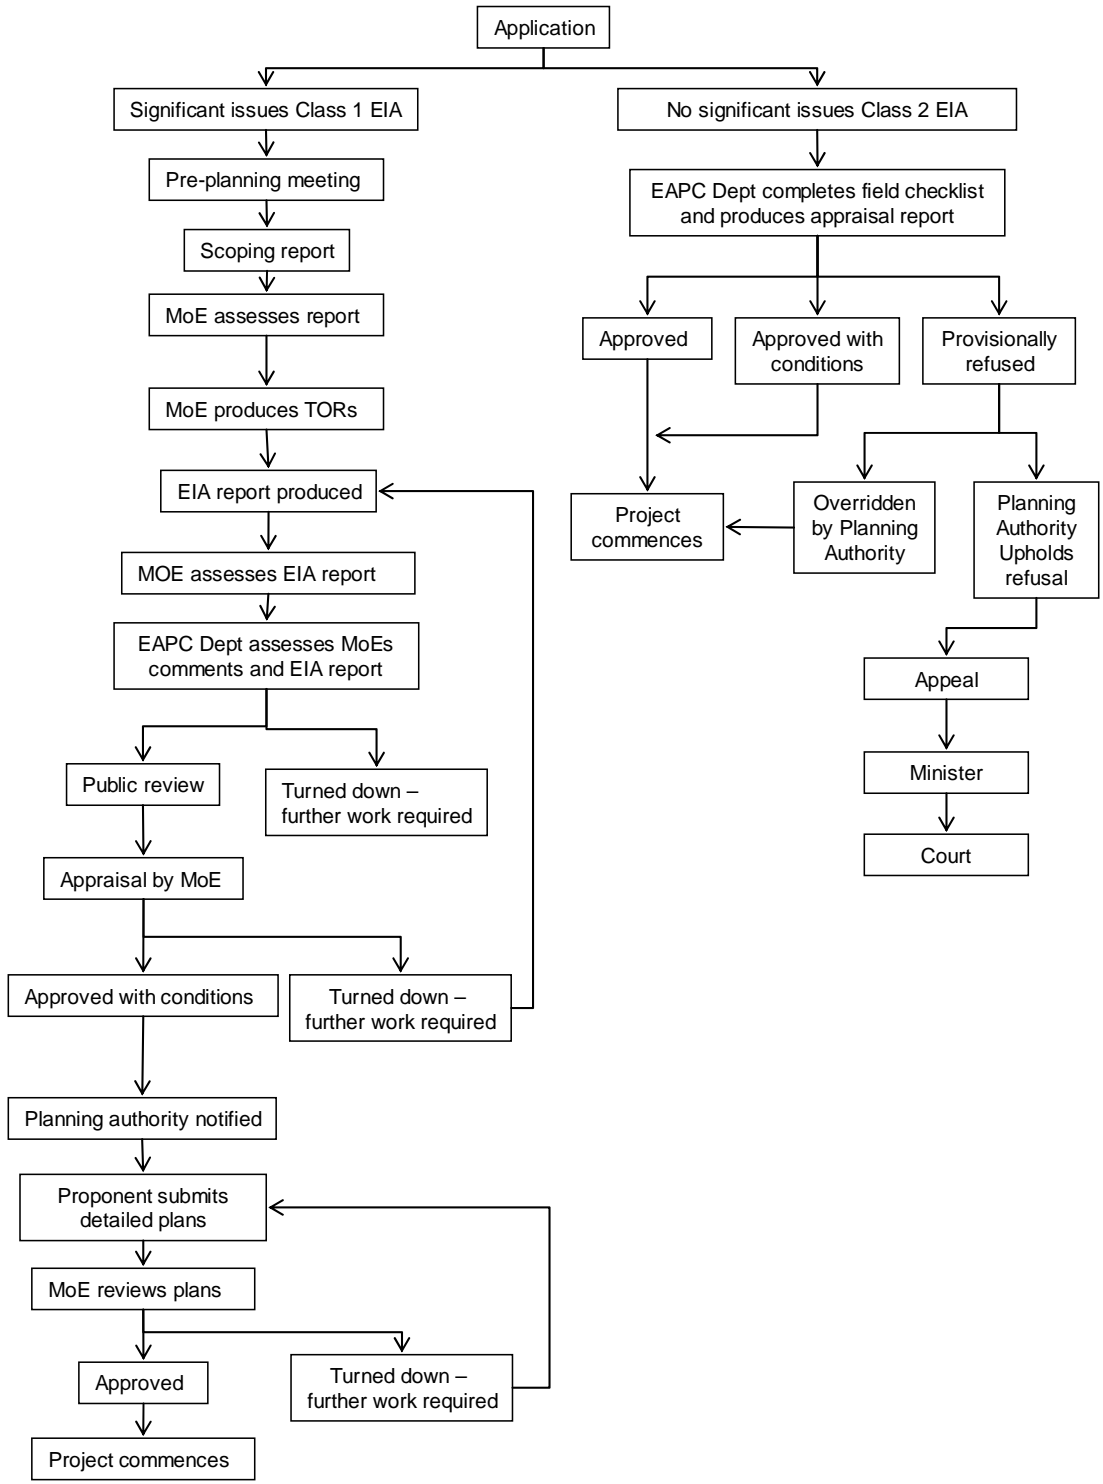 Application
Significant issues Class 1 EIA
Pre-planning meeting
Scoping report
MoE assesses report
MoE produces TORs
EIA report produced
MOE assesses EIA report
EAPC Dept assesses MoEs
comments and EIA report
Public review
Turned down –
further work required
Appraisal by MoE
Approved with conditions
Turned down –
further work required
Planning authority notified
Proponent submits
detailed plans
MoE reviews plans
Approved
Turned down –
further work required
Project commences
No significant issues Class 2 EIA
EAPC Dept completes field checklist
and produces appraisal report
Approved
Approved with
conditions
Provisionally
refused
Project
commences
Overridden
by Planning
Authority
Planning
Authority
Upholds
refusal
Appeal
Minister
Court